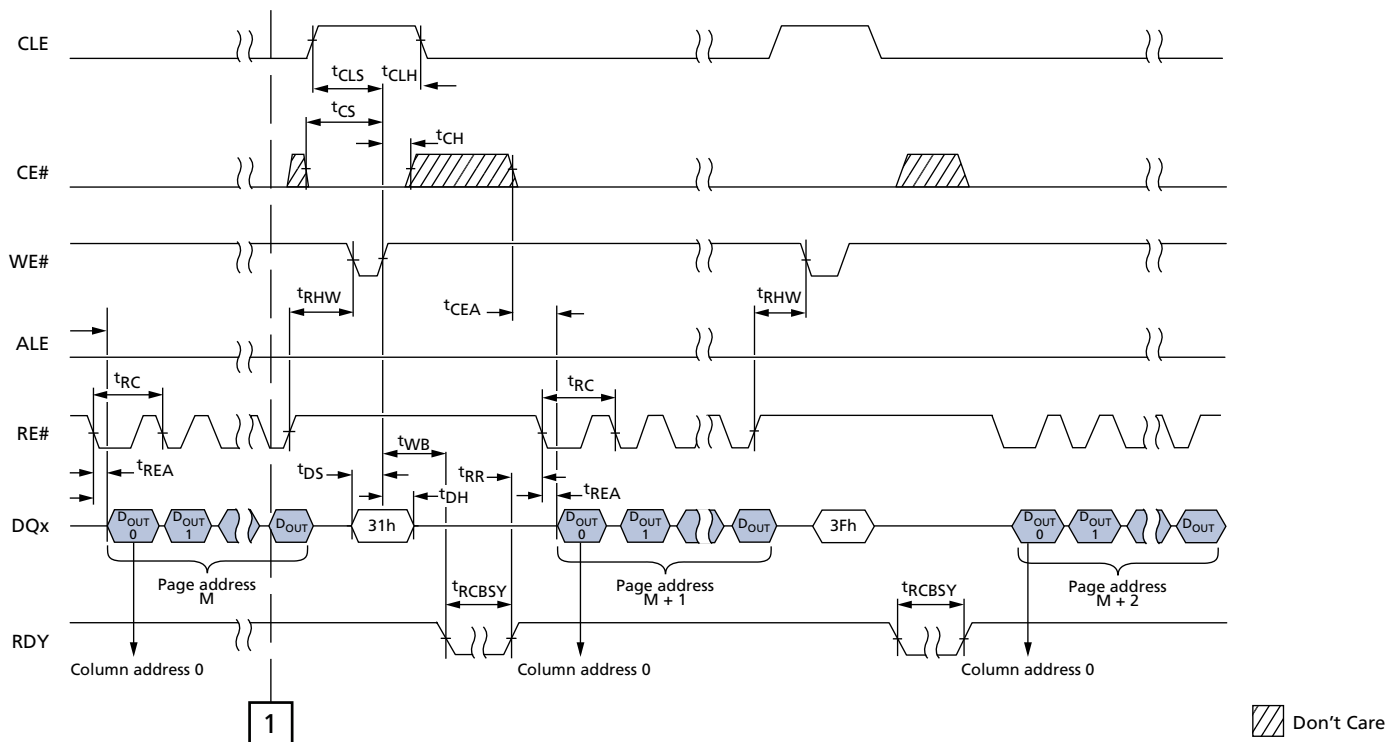 CLE
tCLS tCLH
tCS
tCH
CE#
WE#
tRHW
tCEA
tRHW
ALE
tRC
tRC
RE#
tWB
tREA
tDS
tRR
tDH
tREA
DQx
DOUT 0
DOUT 1
DOUT
31h
DOUT 0
DOUT 1
DOUT
3Fh
DOUT 0
DOUT 1
DOUT
Page address M
Page address M + 1
Page address M + 2
tRCBSY
tRCBSY
RDY
Column address 0
Column address 0
Column address 0
1
Don't Care